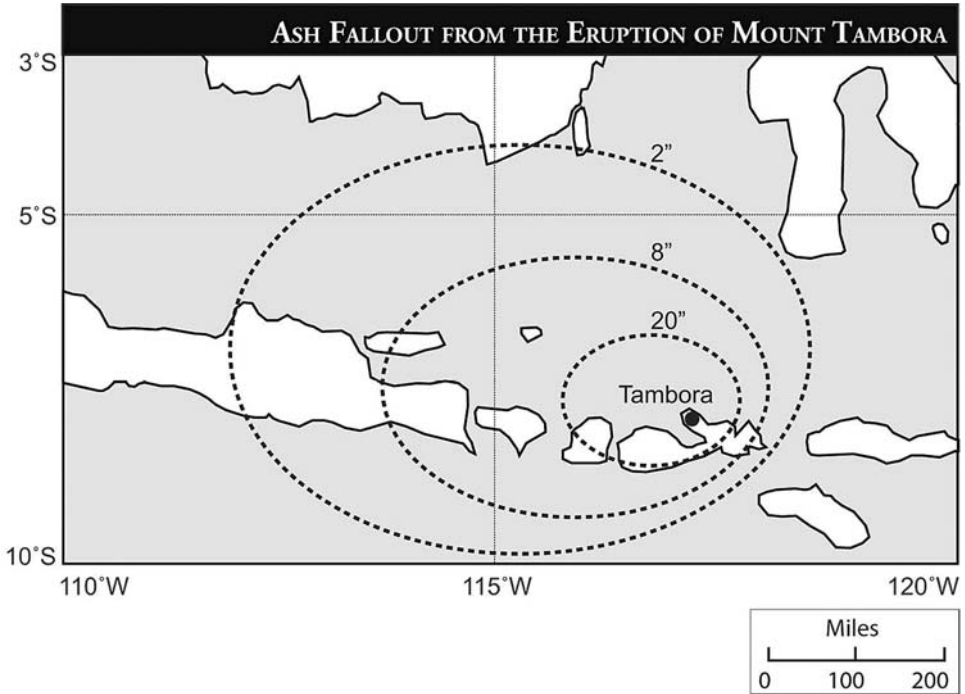 ASH FALLOUT FROM THE ERUPTION OF MOUNT TAMBORA
3˚S
2”
5˚S
8”
20”
Tambora
10˚S
110˚W 115˚W 120˚W
Miles
0 100 200